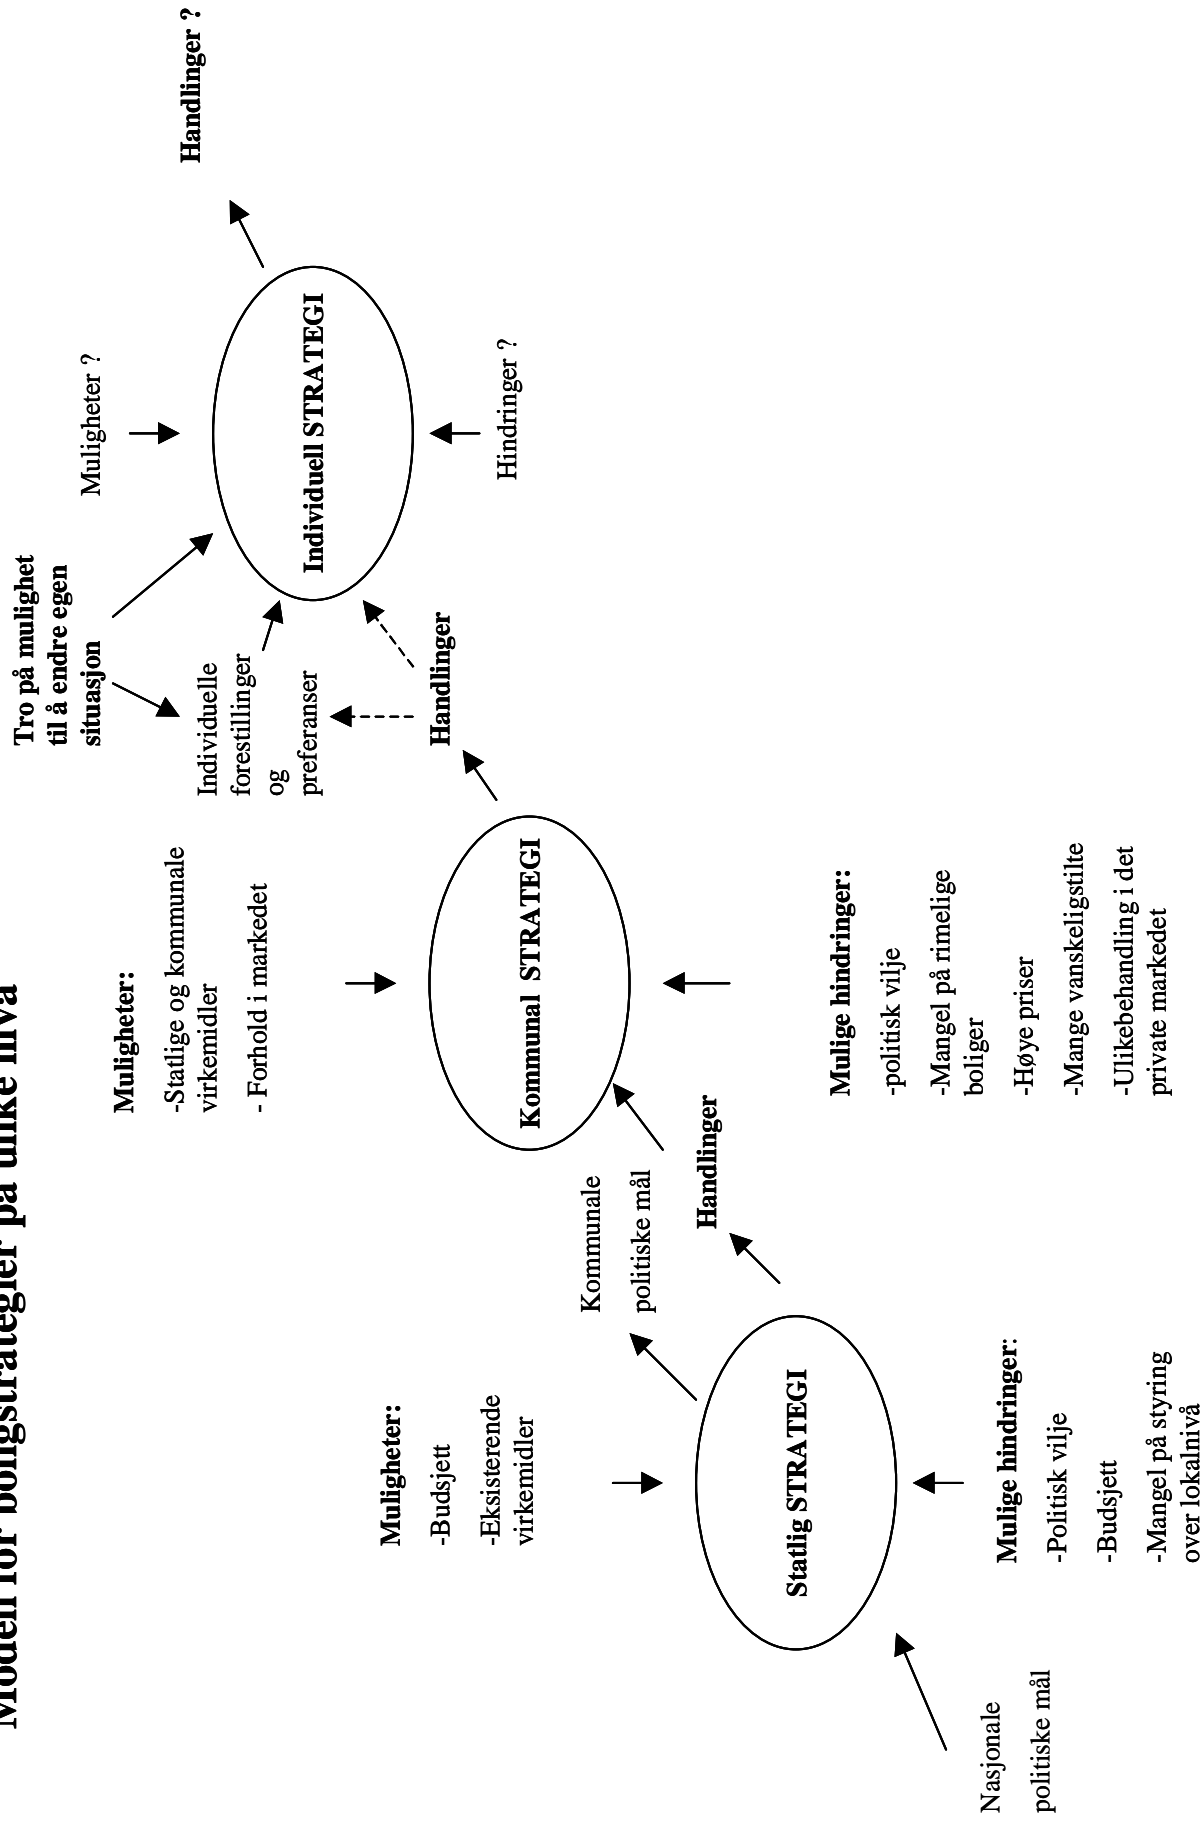 Modell for boligstrategier på ulike nivå
Tro på mulighet
til å endre egen
situasjon
Handlinger ?
Muligheter ?
Individuelle
forestillinger
og
preferanser
Individuell STRATEGI
Hindringer ?
Handlinger
Muligheter:
-Statlige og kommunale
virkemidler
- Forhold i markedet
Kommunal STRATEGI
Mulige hindringer:
-politisk vilje
-Mangel på rimelige
boliger
-Høye priser
-Mange vanskeligstilte
-Ulikebehandling i det
private markedet
Kommunale
politiske mål
Handlinger
Muligheter:
-Budsjett
-Eksisterende
virkemidler
Statlig STRATEGI
Mulige hindringer:
-Politisk vilje
-Budsjett
-Mangel på styring
over lokalnivå
Nasjonale
politiske mål